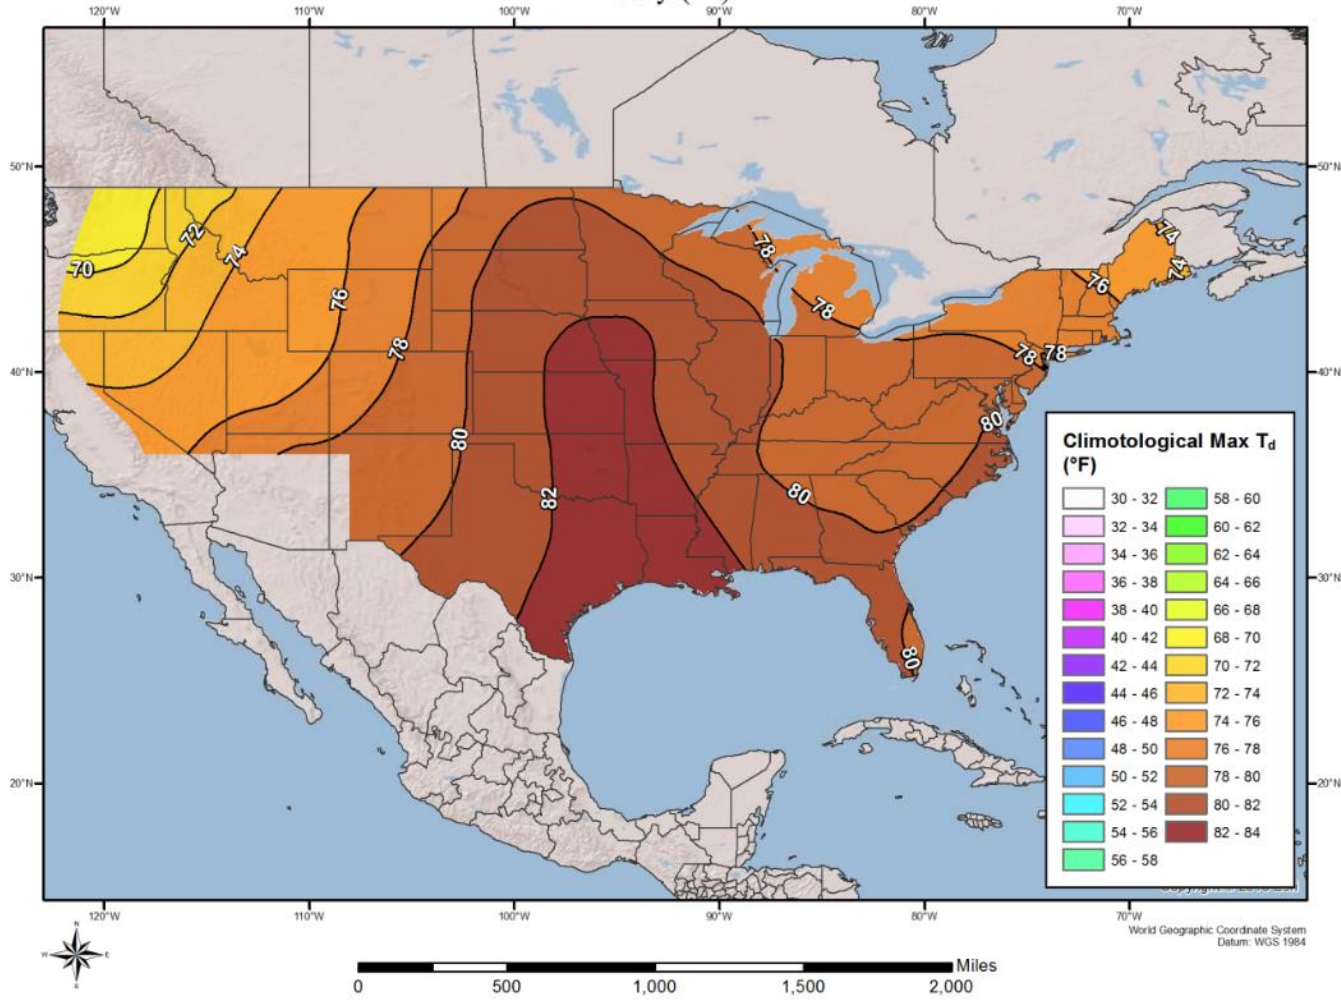 120°W 110°W 100°W 90°W 80°W 70°W
50°N 50°N
74
72
74
78
76
74
70
76
78
78
78 78
40°N 40°N
80
80
Climotological Max Td
(ºF)
82
80
30 - 32 58 - 60
32 - 34 60 - 62
34 - 36 62 - 64
30°N 30°N
36 - 38 64 - 66
38 - 40 66 - 68
80
40 - 42 68 - 70
42 - 44 70 - 72
44 - 46 72 - 74
46 - 48 74 - 76
48 - 50 76 - 78
20°N 20°N
50 - 52 78 - 80
52 - 54 80 - 82
54 - 56 82 - 84
56 - 58
120°W 110°W 100°W 90°W 80°W 70°W
World Geographic Coordinate System
Datum: WGS 1984
N
W E
S
Miles
0 500 1,000 1,500 2,000